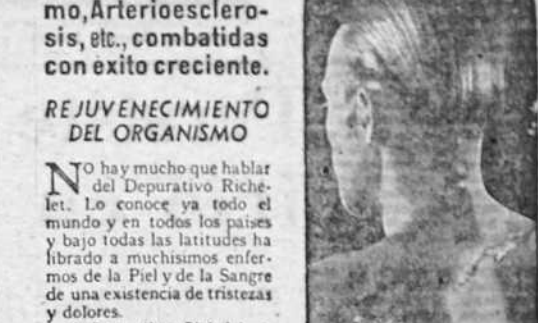 mo, Arterioesclero-
sis, etc., combatidas
con èxito creciente.
REJUVENECIMIENTO
DEL ORGANISMO
NO hay mucho que hablar
del Depurativo Riche-
let. Lo conoce ya todo el
mundo y en todos los países
y bajo todas las latitudes ha
librado a muchísimos enfer-
mos de la Piel y de la Sangre
de una existencia de tristezas
y dolores.